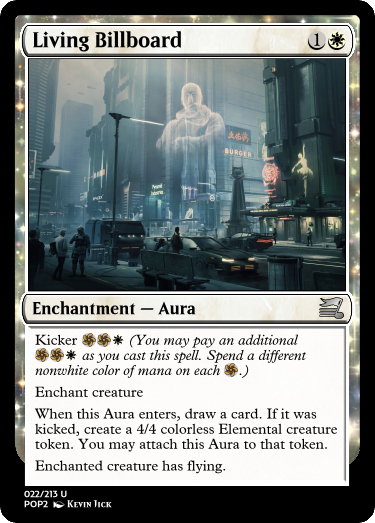 Living Billboard 1
BURGER
Enchantment — Aura
Kicker (You may pay an additional
as you cast this spell. Spend a different
nonwhite color of mana on each .)
Enchant creature
When this Aura enters, draw a card. If it was
kicked, create a 4/4 colorless Elemental creature
token. You may attach this Aura to that token.
Enchanted creature has flying.
022/213 U
POP2 Kevin Jick